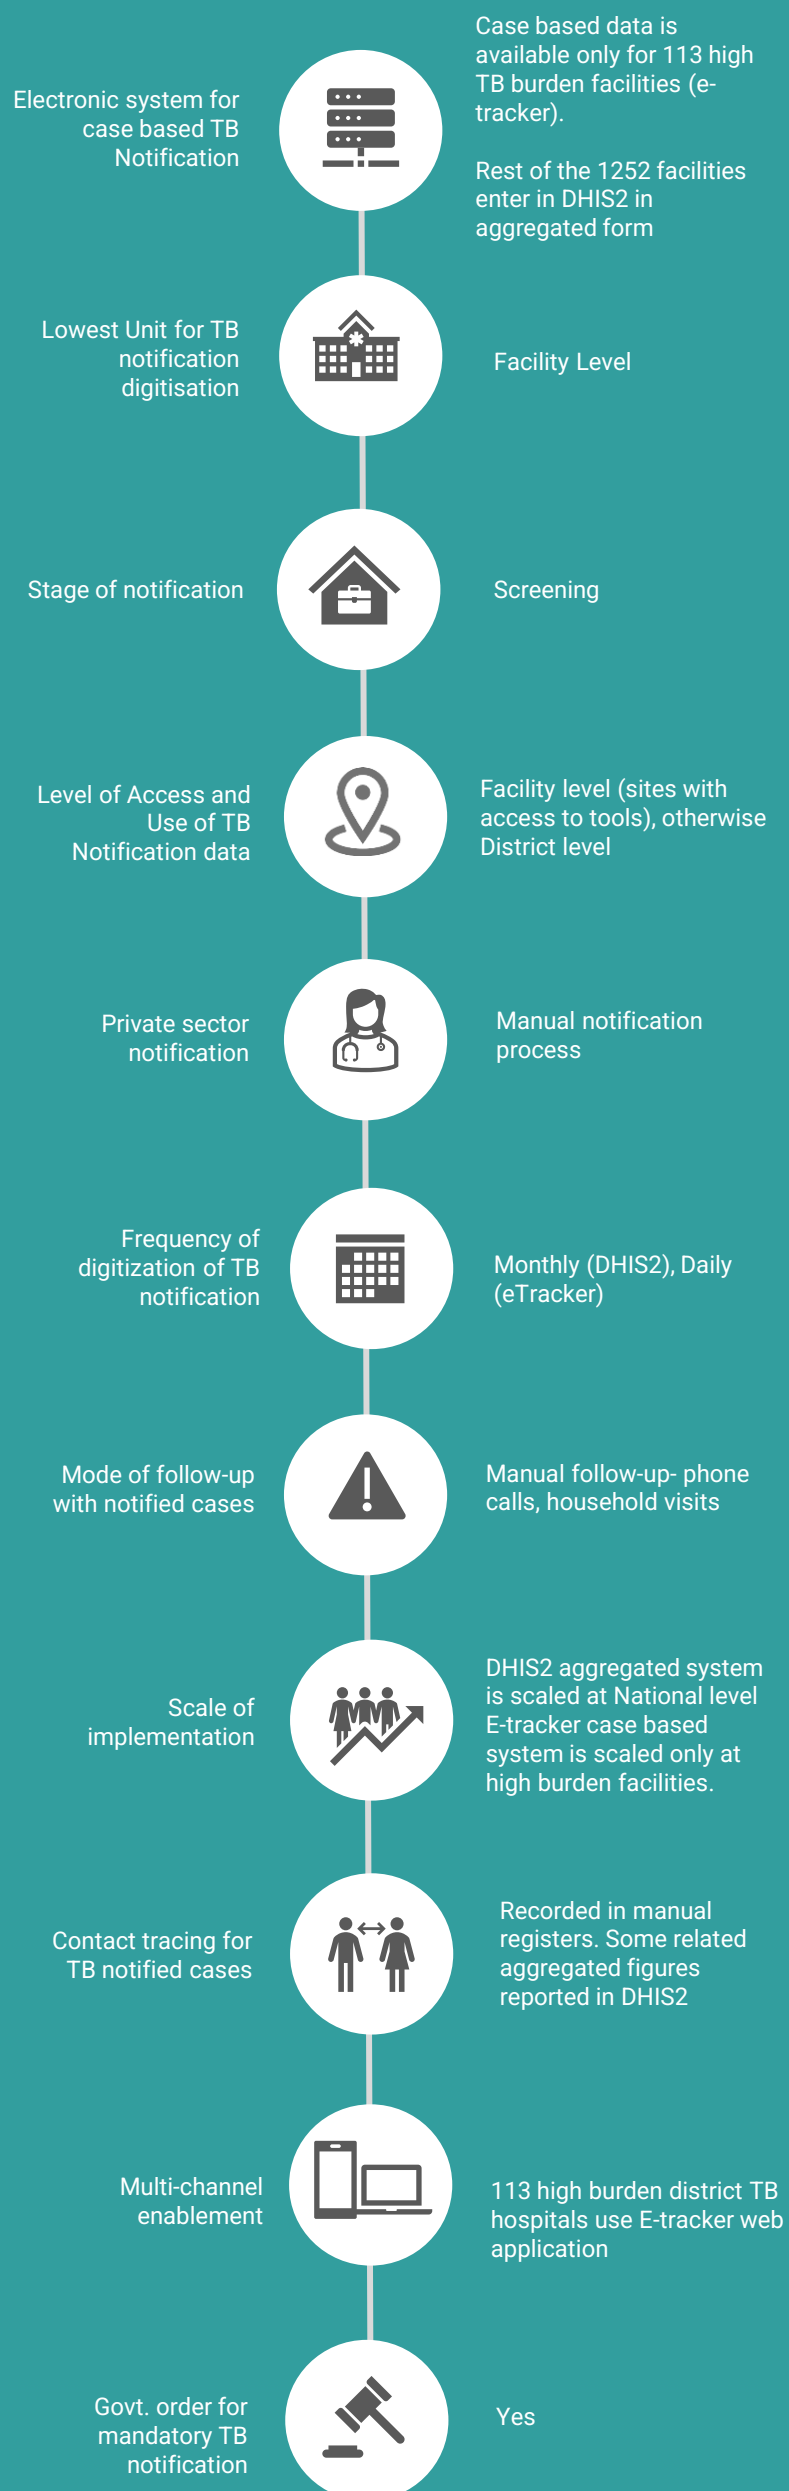 Electronic system for
case based TB
Notification
Case based data is
available only for 113 high
TB burden facilities (e-
tracker).
Rest of the 1252 facilities
enter in DHIS2 in
aggregated form
Lowest Unit for TB
notification
digitisation
Facility Level
Stage of notification
Screening
Level of Access and
Use of TB
Notification data
Facility level (sites with
access to tools), otherwise
District level
Private sector
notification
Manual notification
process
Frequency of
digitization of TB
notification
Monthly (DHIS2), Daily
(eTracker)
Mode of follow-up
with notified cases
Manual follow-up- phone
calls, household visits
Scale of
implementation
DHIS2 aggregated system
is scaled at National level
E-tracker case based
system is scaled only at
high burden facilities.
Contact tracing for
TB notified cases
Recorded in manual
registers. Some related
aggregated figures
reported in DHIS2
Multi-channel
enablement
113 high burden district TB
hospitals use E-tracker web
application
Govt. order for
mandatory TB
notification
Yes